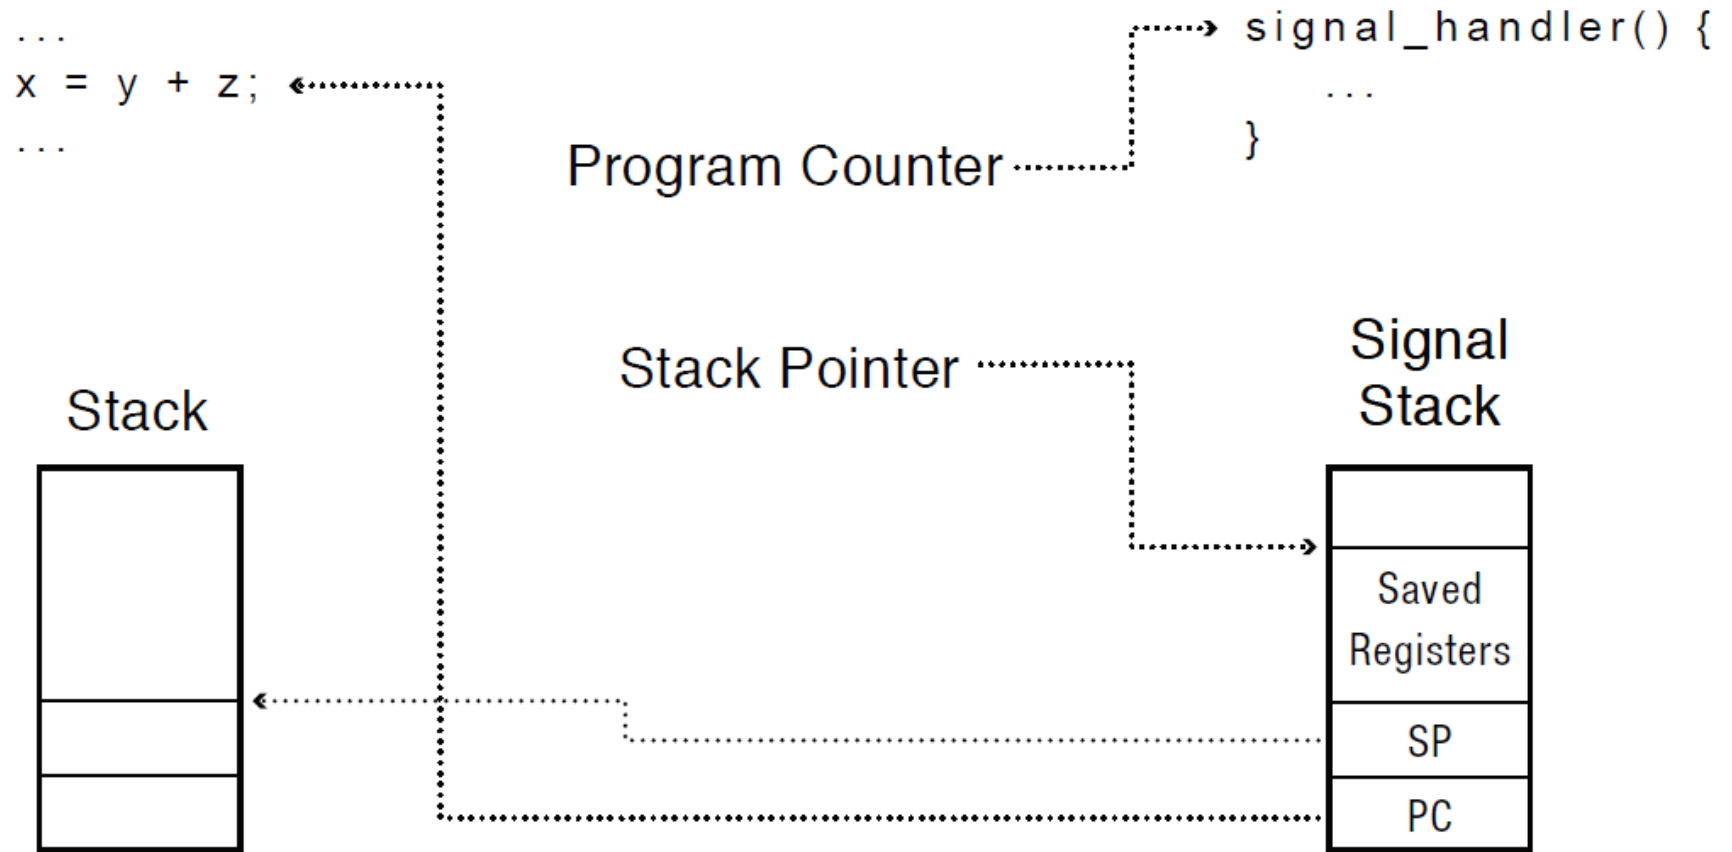 ...
x = y + z;
...
signal_handler() {
...
}
Program Counter
Stack Pointer
Stack
Signal
Stack
Saved
Registers
SP
PC